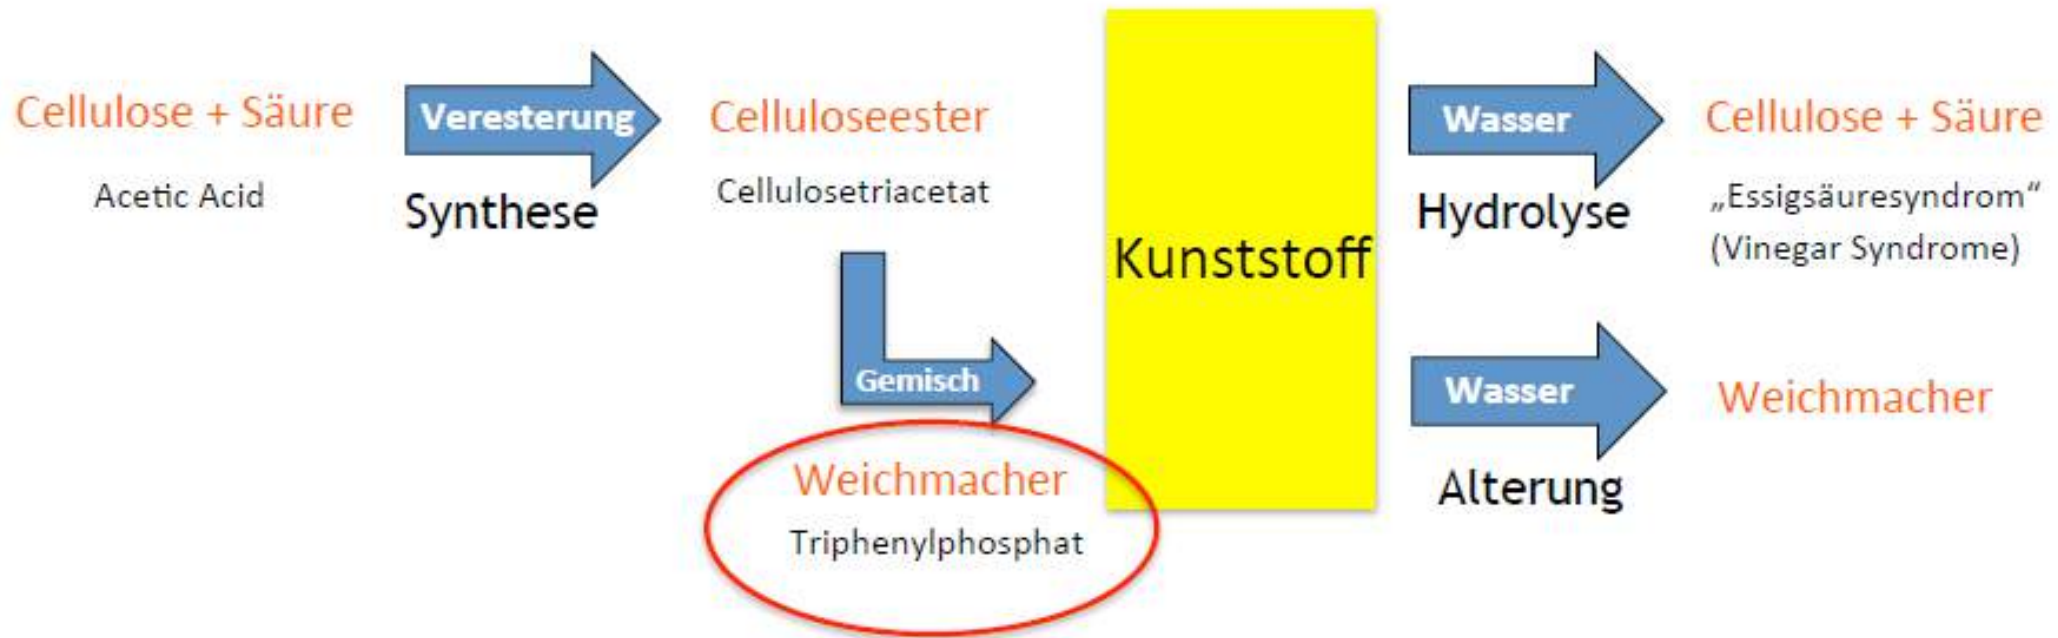 Cellulose + Säure
Acetic Acid
Veresterung
Synthese
Celluloseester
Cellulosetriacetat
Gemisch
Weichmacher
Triphenylphosphat
Kunststoff
Wasser
Hydrolyse
Cellulose + Säure
„Essigsäuresyndrom“
(Vinegar Syndrome)
Wasser
Alterung
Weichmacher